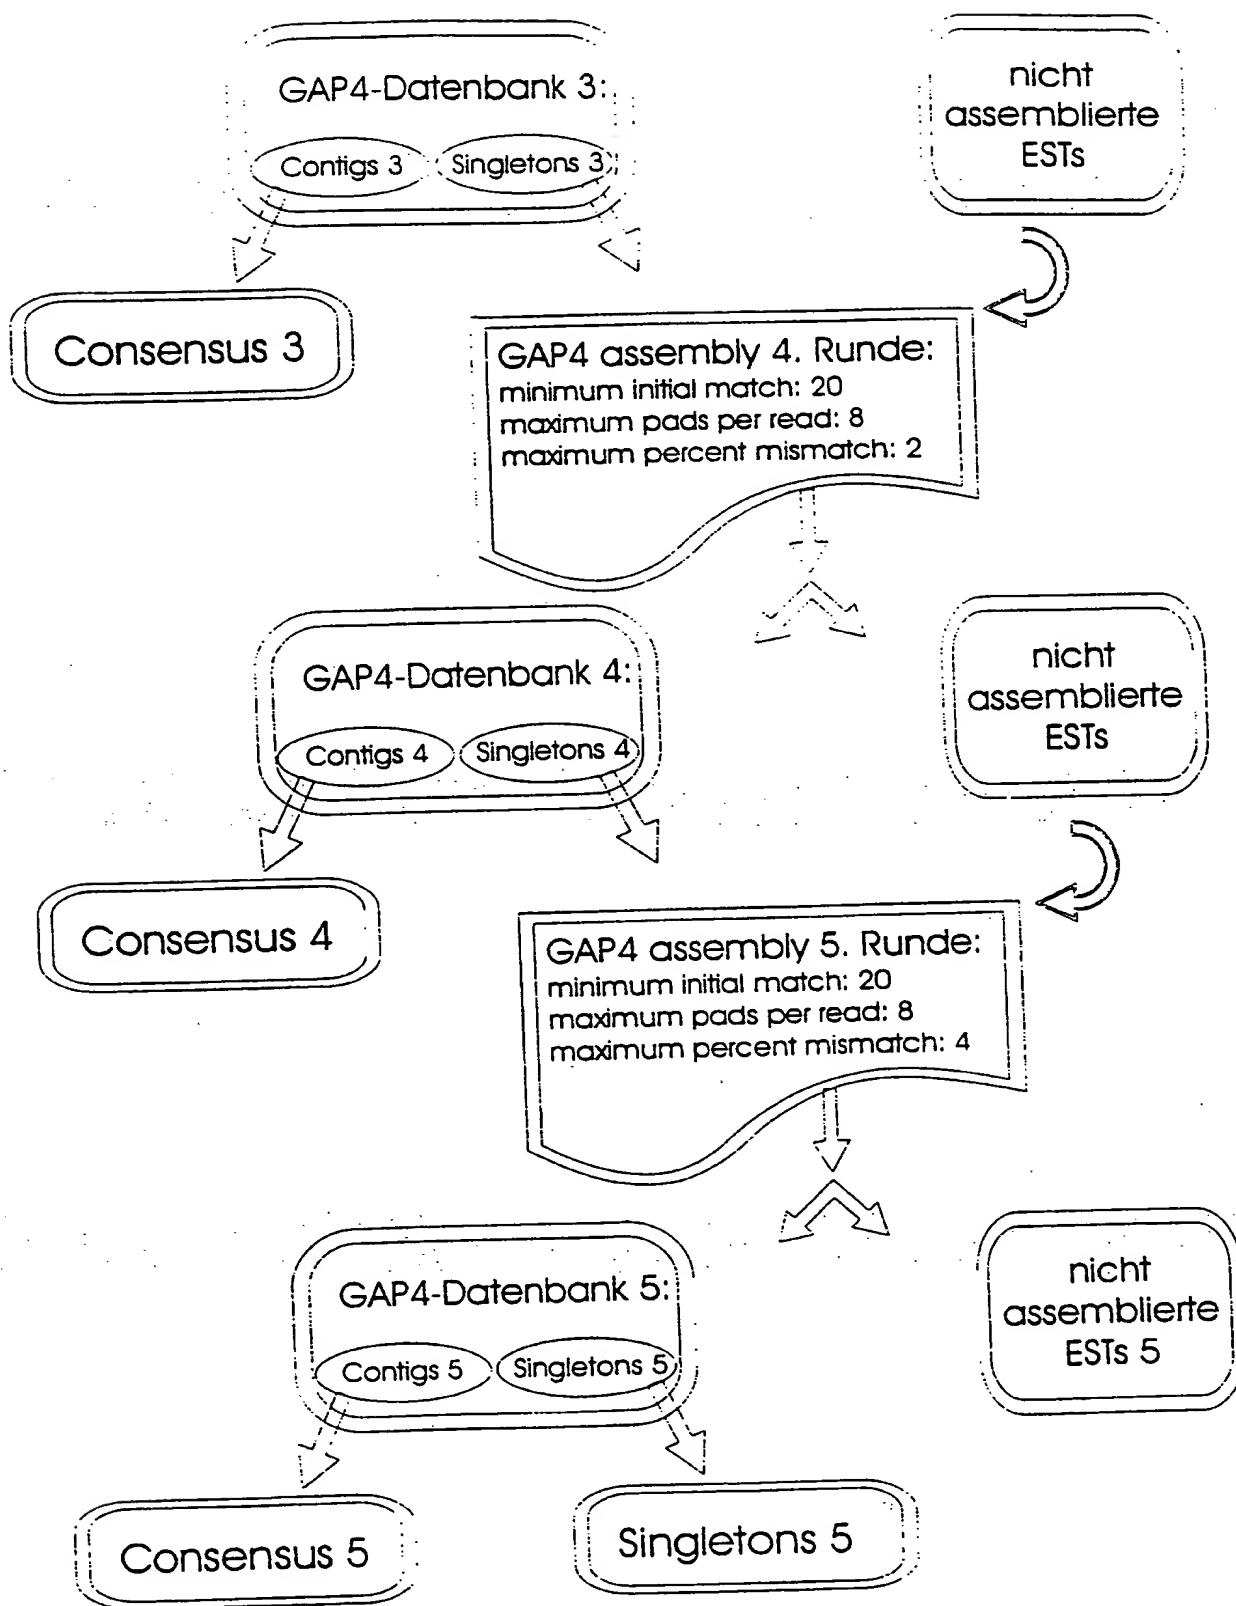 GAP4-Datenbank 3:
Contigs 3
Singletons 3
nicht
assemblierte
ESTs
Consensus 3
GAP4 assembly 4. Runde:
minimum initial match: 20
maximum pads per read: 8
maximum percent mismatch: 2
GAP4-Datenbank 4:
Contigs 4
Singletons 4
nicht
assemblierte
ESTs
Consensus 4
GAP4 assembly 5. Runde:
minimum initial match: 20
maximum pads per read: 8
maximum percent mismatch: 4
GAP4-Datenbank 5:
Contigs 5
Singletons 5
nicht
assemblierte
ESTs 5
Consensus 5
Singletons 5